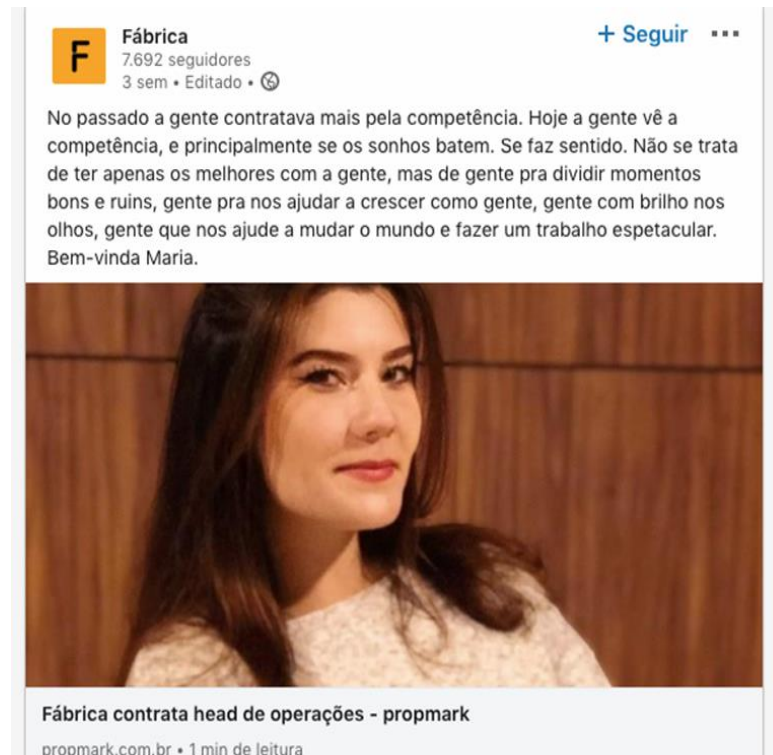 F
Fábrica
+ Seguir
7.692 seguidores
3 sem • Editado •
No passado a gente contratava mais pela competência. Hoje a gente vê a
competência, e principalmente se os sonhos batem. Se faz sentido. Não se trata
de ter apenas os melhores com a gente, mas de gente pra dividir momentos
bons e ruins, gente pra nos ajudar a crescer como gente, gente com brilho nos
olhos, gente que nos ajude a mudar o mundo e fazer um trabalho espetacular.
Bem-vinda Maria.
Fábrica contrata head de operações - propmark
propmark.com.br • 1 min de leitura